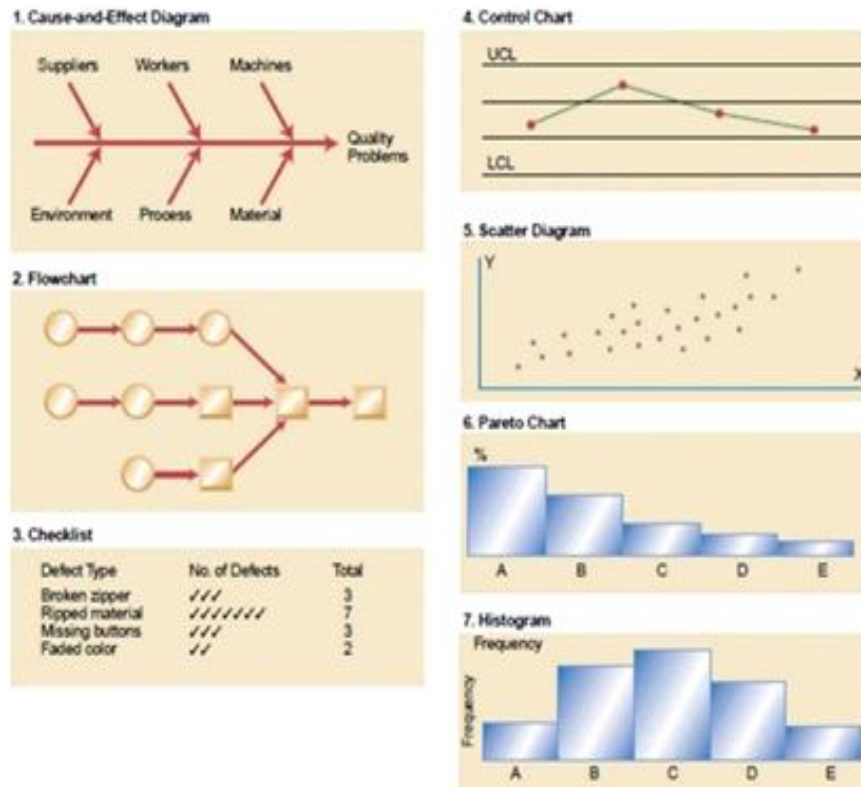 1. Cause-and-Effect Diagram
Suppliers Workers Machines
Quality
Problems
Environment Process Material
2. Flowchart
3. Checklist
Defect Type No. of Defects Total
Broken zipper ✓✓✓ 3
Ripped material ✓✓✓✓✓✓✓ 7
Missing buttons ✓✓✓ 3
Faded color ✓✓ 2
4. Control Chart
UCL
LCL
5. Scatter Diagram
Y
X
6. Pareto Chart
%
A B C D E
7. Histogram
Frequency
Frequency
A B C D E